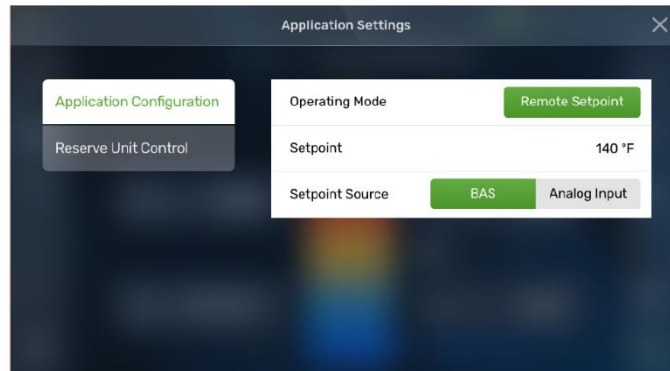 Application Settings
Application Configuration
Reserve Unit Control
Operating Mode Remote Setpoint
Setpoint 140 °F
Setpoint Source BAS Analog Input